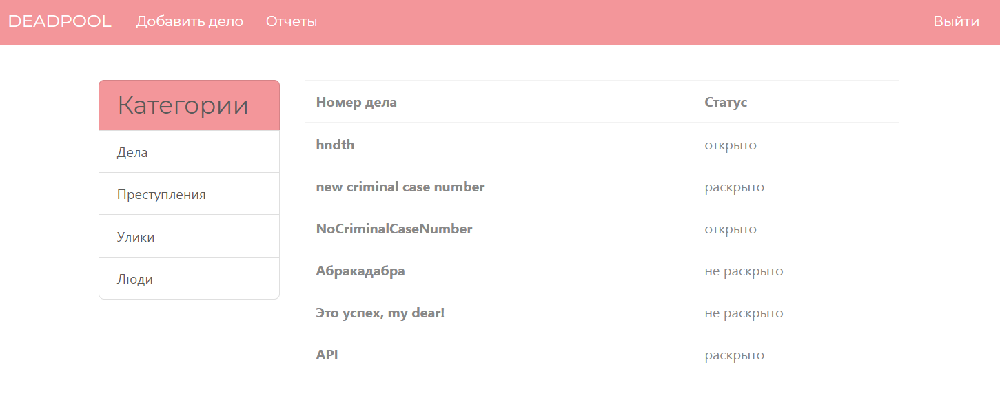 DEADPOOL Добавить дело Отчеты Выйти
Категории
Дела
Преступления
Улики
Люди
Номер дела Статус
hndth открыто
new criminal case number раскрыто
NoCriminalCaseNumber открыто
Абракадабра не раскрыто
Это успех, my dear! не раскрыто
API раскрыто